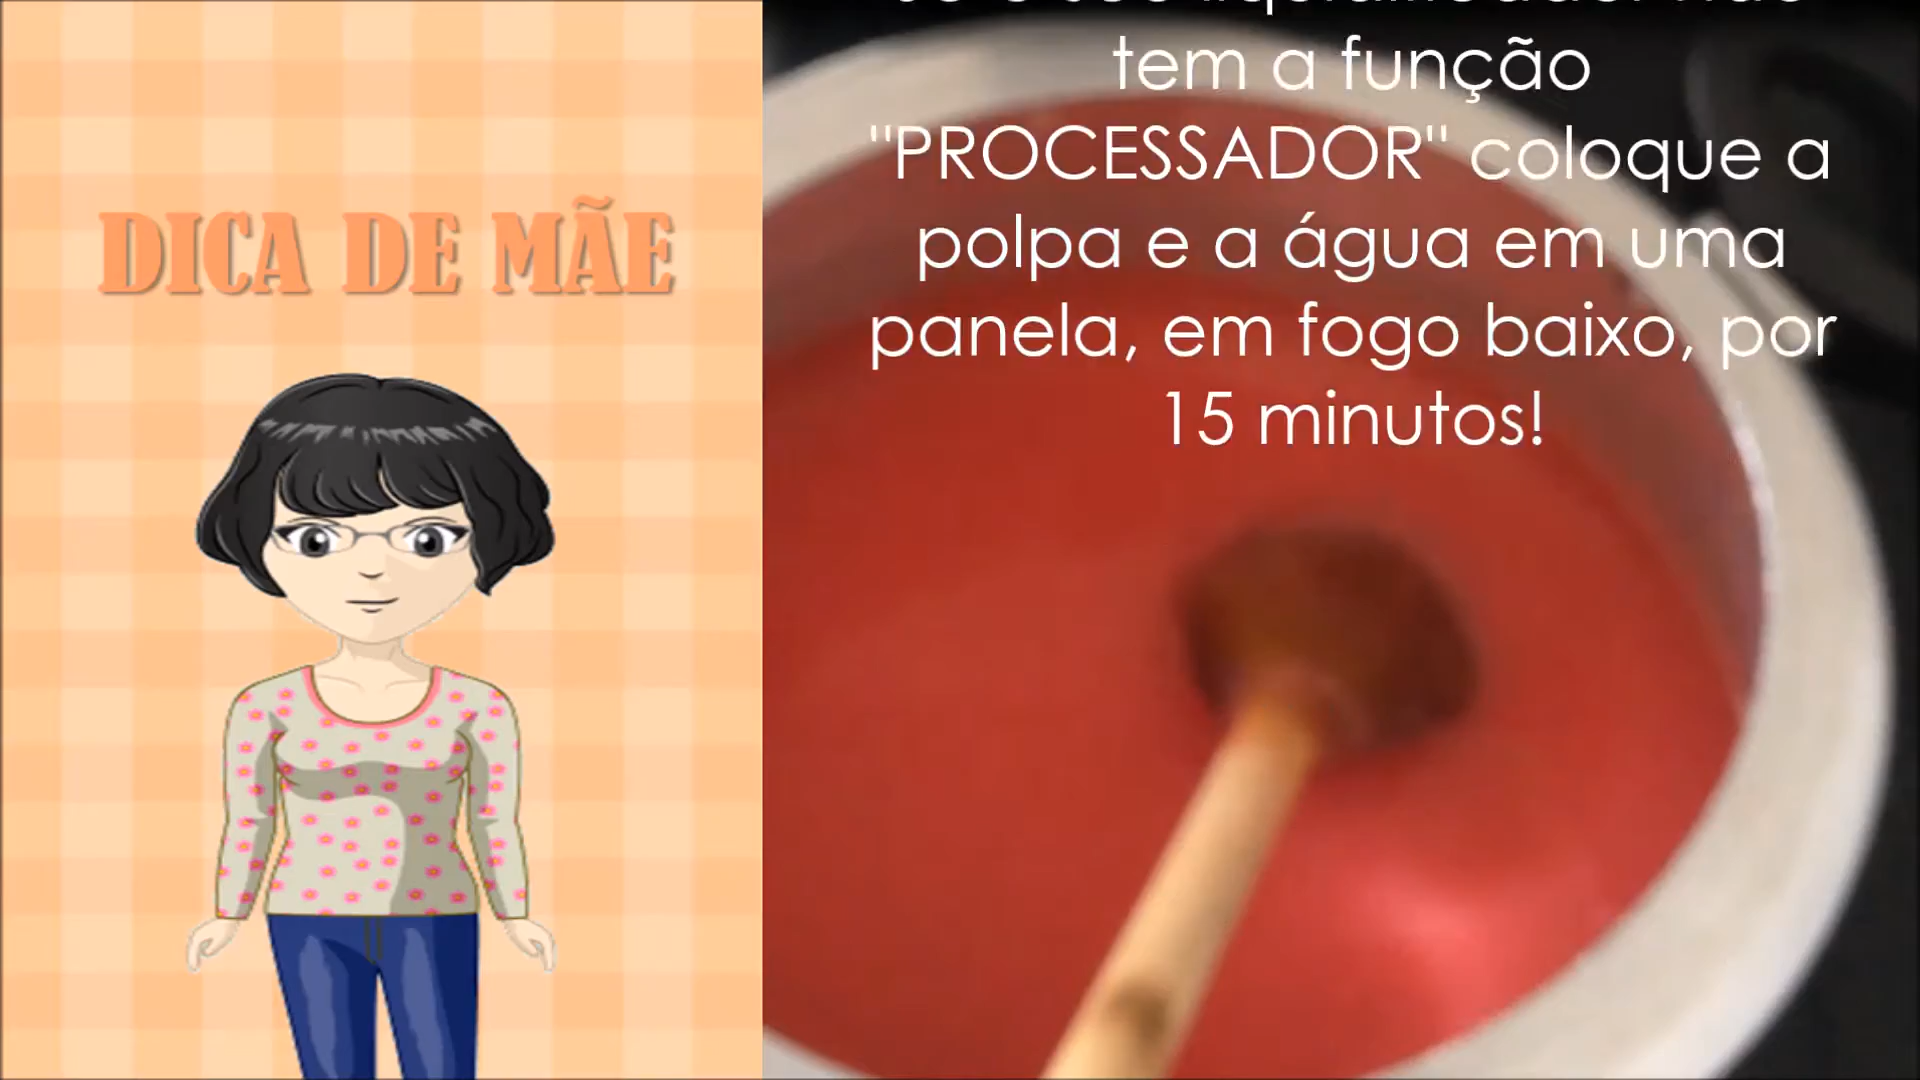 DICA DE MÃE
tem a função
"PROCESSADOR" coloque a
polpa e a água em uma
panela, em fogo baixo, por
15 minutos!